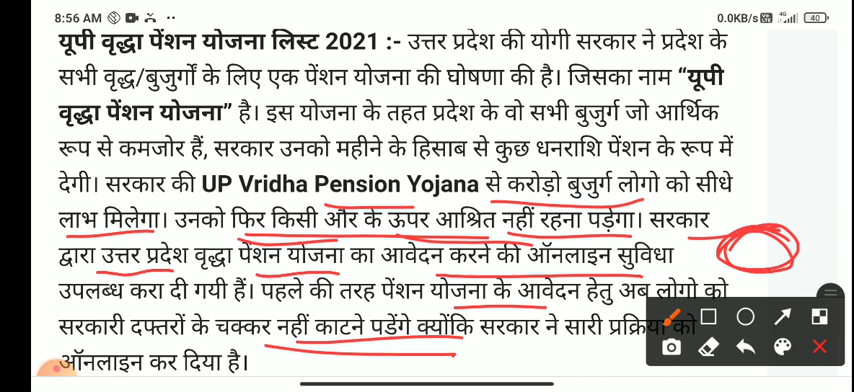 8:56 AM 0.0KB/s 4G 40
यूपी वृद्धा पेंशन योजना लिस्ट 2021 :- उत्तर प्रदेश की योगी सरकार ने प्रदेश के
सभी वृद्ध/बुजुर्गों के लिए एक पेंशन योजना की घोषणा की है। जिसका नाम “यूपी
वृद्धा पेंशन योजना” है। इस योजना के तहत प्रदेश के वो सभी बुजुर्ग जो आर्थिक
रूप से कमजोर हैं, सरकार उनको महीने के हिसाब से कुछ धनराशि पेंशन के रूप में
देगी। सरकार की UP Vridha Pension Yojana से करोड़ो बुजुर्ग लोगो को सीधे
लाभ मिलेगा। उनको फिर किसी और के ऊपर आश्रित नहीं रहना पड़ेगा। सरकार
द्वारा उत्तर प्रदेश वृद्धा पेंशन योजना का आवेदन करने की ऑनलाइन सुविधा
उपलब्ध करा दी गयी हैं। पहले की तरह पेंशन योजना के आवेदन हेतु अब लोगो को
सरकारी दफ्तरों के चक्कर नहीं काटने पडेंगे क्योंकि सरकार ने सारी प्रक्रिया को
ऑनलाइन कर दिया है।